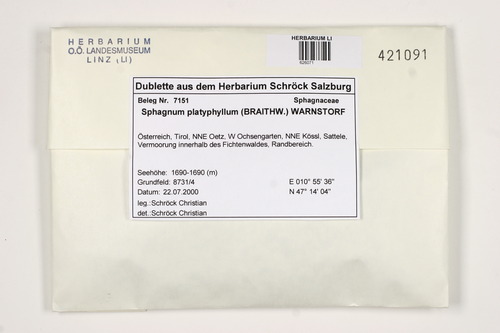 HERBARIUM
O.Ö. LANDESMUSEUM
LINZ (LI)
HERBARIUM LI
421091
Dublette aus dem Herbarium Schröck Salzburg
Beleg Nr. 7151 Sphagnaceae
Sphagnum platyphyllum (BRAITHW.) WARNSTORF
Österreich, Tirol, NNE Oetz, W Ochsengarten, NNE Kössl, Sattele,
Vermoorung innerhalb des Fichtenwaldes, Randbereich.
Seehöhe: 1690-1690 (m)
Grundfeld: 8731/4 E 010° 55' 36"
Datum: 22.07.2000 N 47° 14' 04"
leg.:Schröck Christian
det.:Schröck Christian